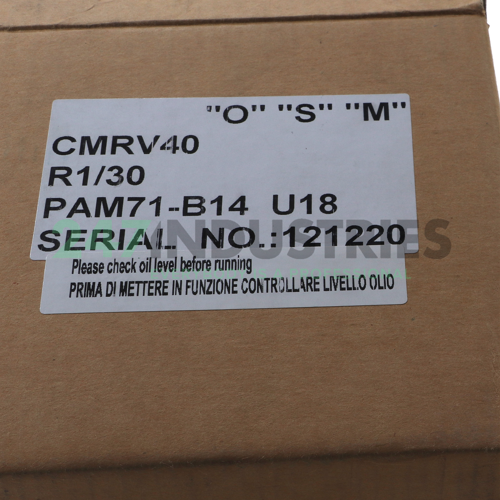 "O" "S" "M"
CMRV40
R1/30
PAM71-B14 U18
SERIAL NO.:121220
Please check oil level before running
PRIMA DI METTERE IN FUNZIONE CONTROLLARE LIVELLO OLIO
INDUSTRIES